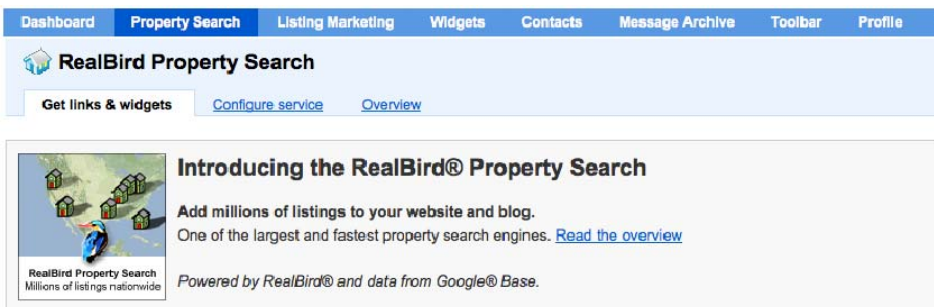 Dashboard Property Search Listing Marketing Widgets Contacts Message Archive Toolbar Profile
RealBird Property Search
Get links & widgets Configure service Overview
Introducing the RealBird® Property Search
Add millions of listings to your website and blog.
One of the largest and fastest property search engines. Read the overview
RealBird Property Search
Millions of listings nationwide
Powered by RealBird® and data from Google® Base.